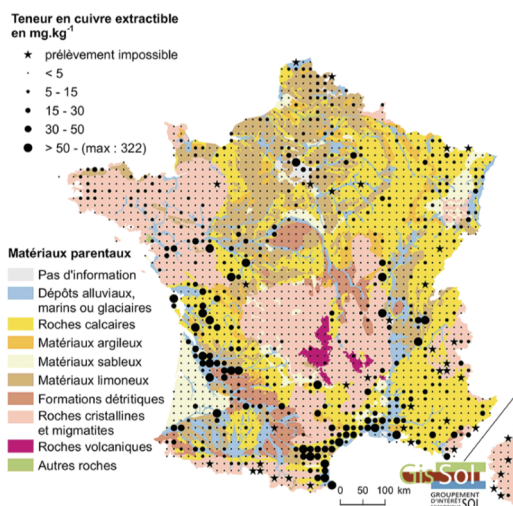 Teneur en cuivre extractible
en mg.kg⁻¹
prélèvement impossible
< 5
5 - 15
15 - 30
30 - 50
> 50 - (max : 322)
Matériaux parentaux
Pas d'information
Dépôts alluviaux,
marins ou glaciaires
Roches calcaires
Matériaux argileux
Matériaux sableux
Matériaux limoneux
Formations détritiques
Roches cristallines
et migmatites
Roches volcaniques
Autres roches
0 50 100 km
Gis Sol
GROUPEMENT
D'INTÉRÊT
SOL